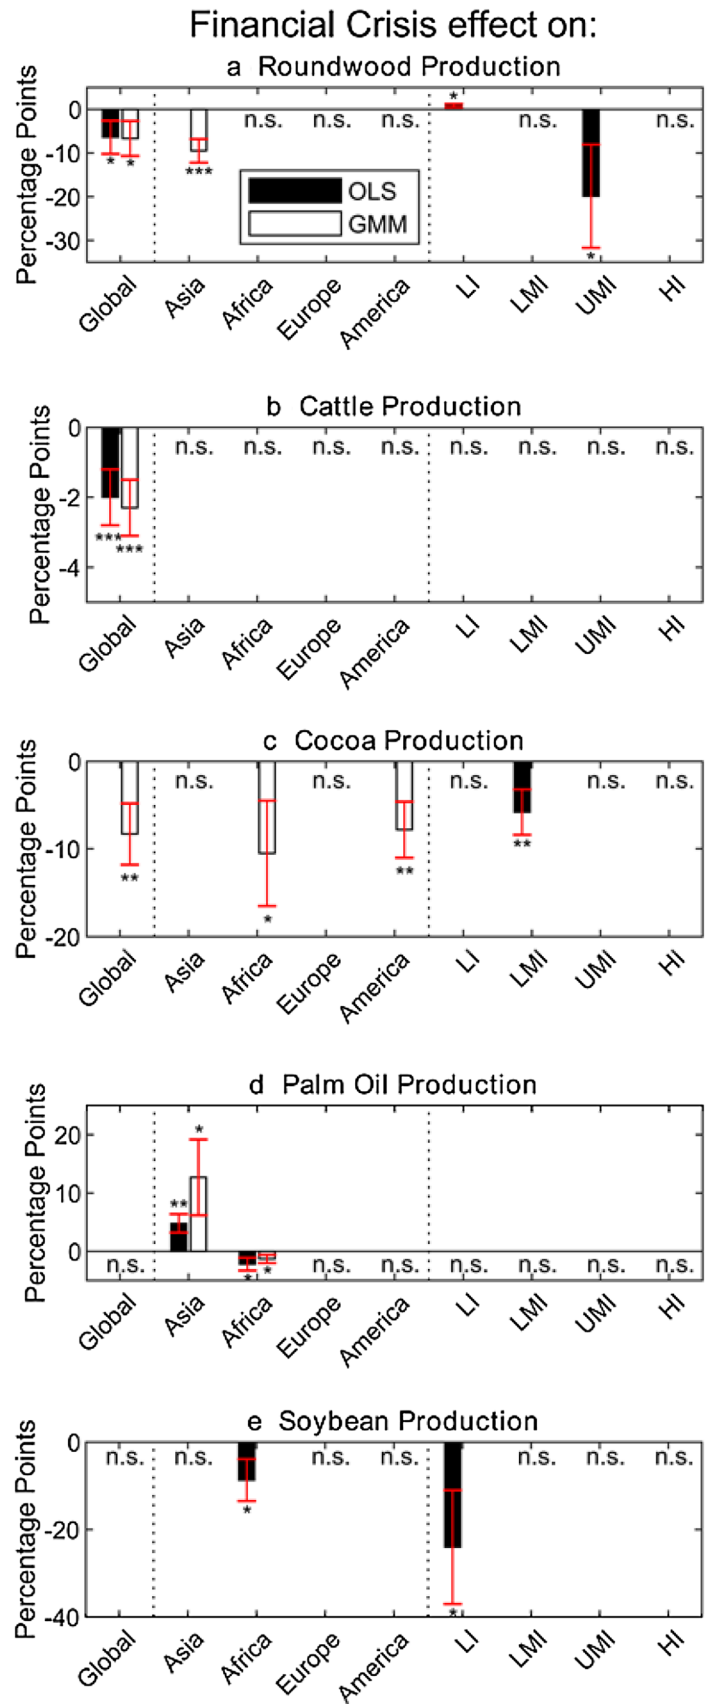 Financial Crisis effect on:
a Roundwood Production
Percentage Points
0
-10
-20
-30
* * *** n.s. n.s. n.s. * n.s. * n.s.
OLS
GMM
Global Asia Africa Europe America LI LMI UMI HI
b Cattle Production
Percentage Points
0
-2
-4
n.s. n.s. n.s. n.s. n.s. n.s. n.s. n.s.
*** ***
Global Asia Africa Europe America LI LMI UMI HI
c Cocoa Production
Percentage Points
0
-10
-20
n.s. n.s. n.s. n.s. n.s.
** * ** **
Global Asia Africa Europe America LI LMI UMI HI
d Palm Oil Production
Percentage Points
20
10
0
** *
n.s. * * n.s. n.s. n.s. n.s. n.s. n.s.
Global Asia Africa Europe America LI LMI UMI HI
e Soybean Production
Percentage Points
0
-20
-40
n.s. n.s. n.s. n.s. n.s. n.s. n.s.
* *
Global Asia Africa Europe America LI LMI UMI HI